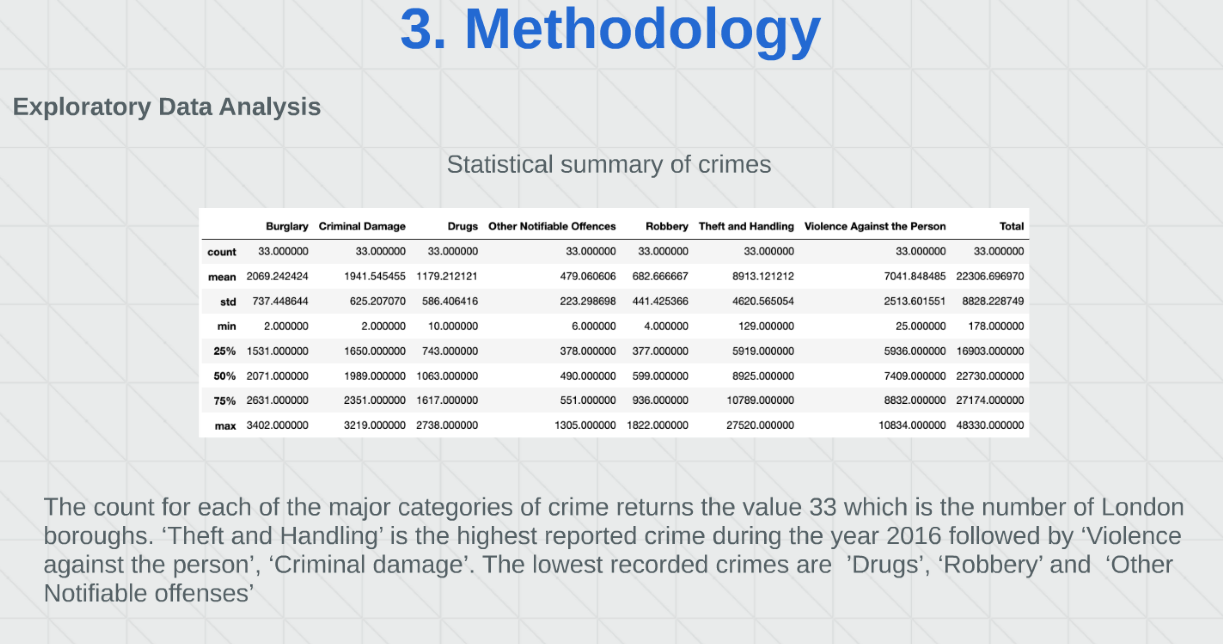 3. Methodology
Exploratory Data Analysis
Statistical summary of crimes
Burglary Criminal Damage Drugs Other Notifiable Offences Robbery Theft and Handling Violence Against the Person Total
count 33.000000 33.000000 33.000000 33.000000 33.000000 33.000000 33.000000 33.000000
mean 2069.242424 1941.545455 1179.212121 479.060606 682.666667 8913.121212 7041.848485 22306.696970
std 737.448644 625.207070 586.406416 223.298698 441.425366 4620.565054 2513.601551 8828.228749
min 2.000000 2.000000 10.000000 6.000000 4.000000 129.000000 25.000000 178.000000
25% 1531.000000 1650.000000 743.000000 378.000000 377.000000 5919.000000 5936.000000 16903.000000
50% 2071.000000 1989.000000 1063.000000 490.000000 599.000000 8925.000000 7409.000000 22730.000000
75% 2631.000000 2351.000000 1617.000000 551.000000 936.000000 10789.000000 8832.000000 27174.000000
max 3402.000000 3219.000000 2738.000000 1305.000000 1822.000000 27520.000000 10834.000000 48330.000000
The count for each of the major categories of crime returns the value 33 which is the number of London
boroughs. ‘Theft and Handling’ is the highest reported crime during the year 2016 followed by ‘Violence
against the person’, ‘Criminal damage’. The lowest recorded crimes are ’Drugs’, ‘Robbery’ and ‘Other
Notifiable offenses’